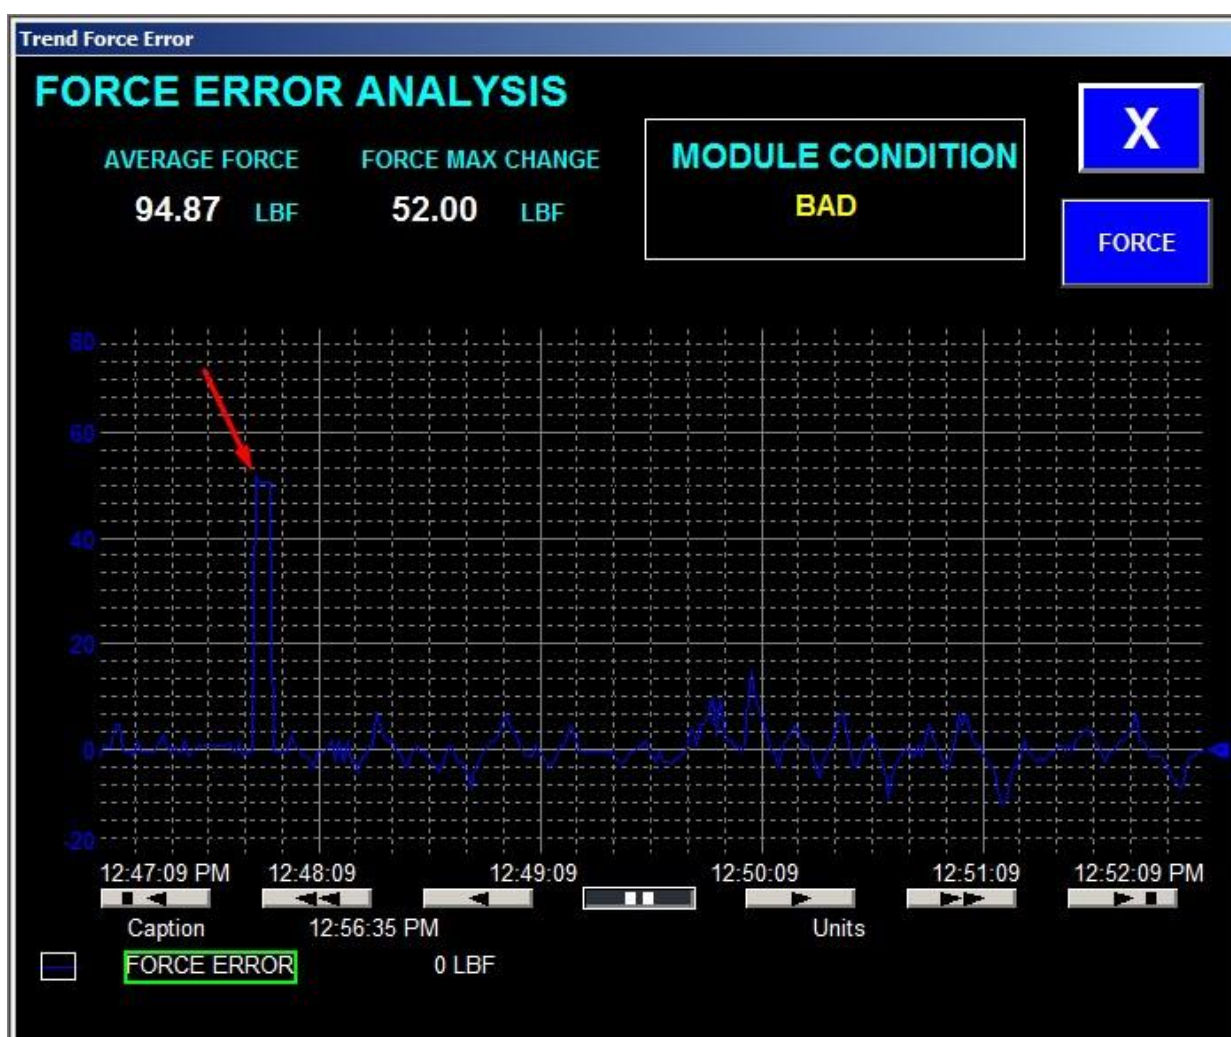 Trend Force Error
FORCE ERROR ANALYSIS
X
AVERAGE FORCE FORCE MAX CHANGE
94.87 LBF 52.00 LBF
MODULE CONDITION
BAD
FORCE
80
60
40
20
0
-20
12:47:09 PM 12:48:09 12:49:09 12:50:09 12:51:09 12:52:09 PM
Caption 12:56:35 PM Units
FORCE ERROR 0 LBF